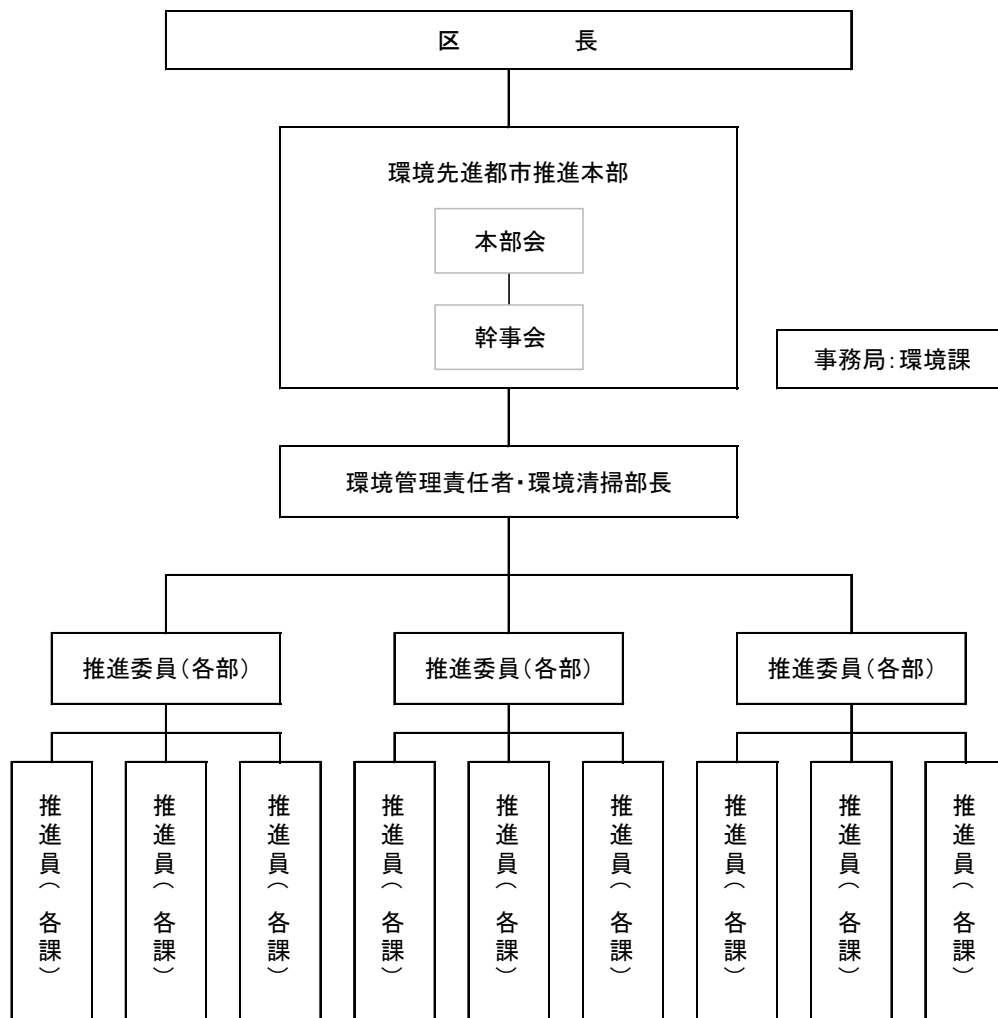 区　長
環境先進都市推進本部
本部会
幹事会
事務局：環境課
環境管理責任者・環境清掃部長
推進委員（各部）
推進委員（各部）
推進委員（各部）
推進員（各課）
推進員（各課）
推進員（各課）
推進員（各課）
推進員（各課）
推進員（各課）
推進員（各課）
推進員（各課）
推進員（各課）